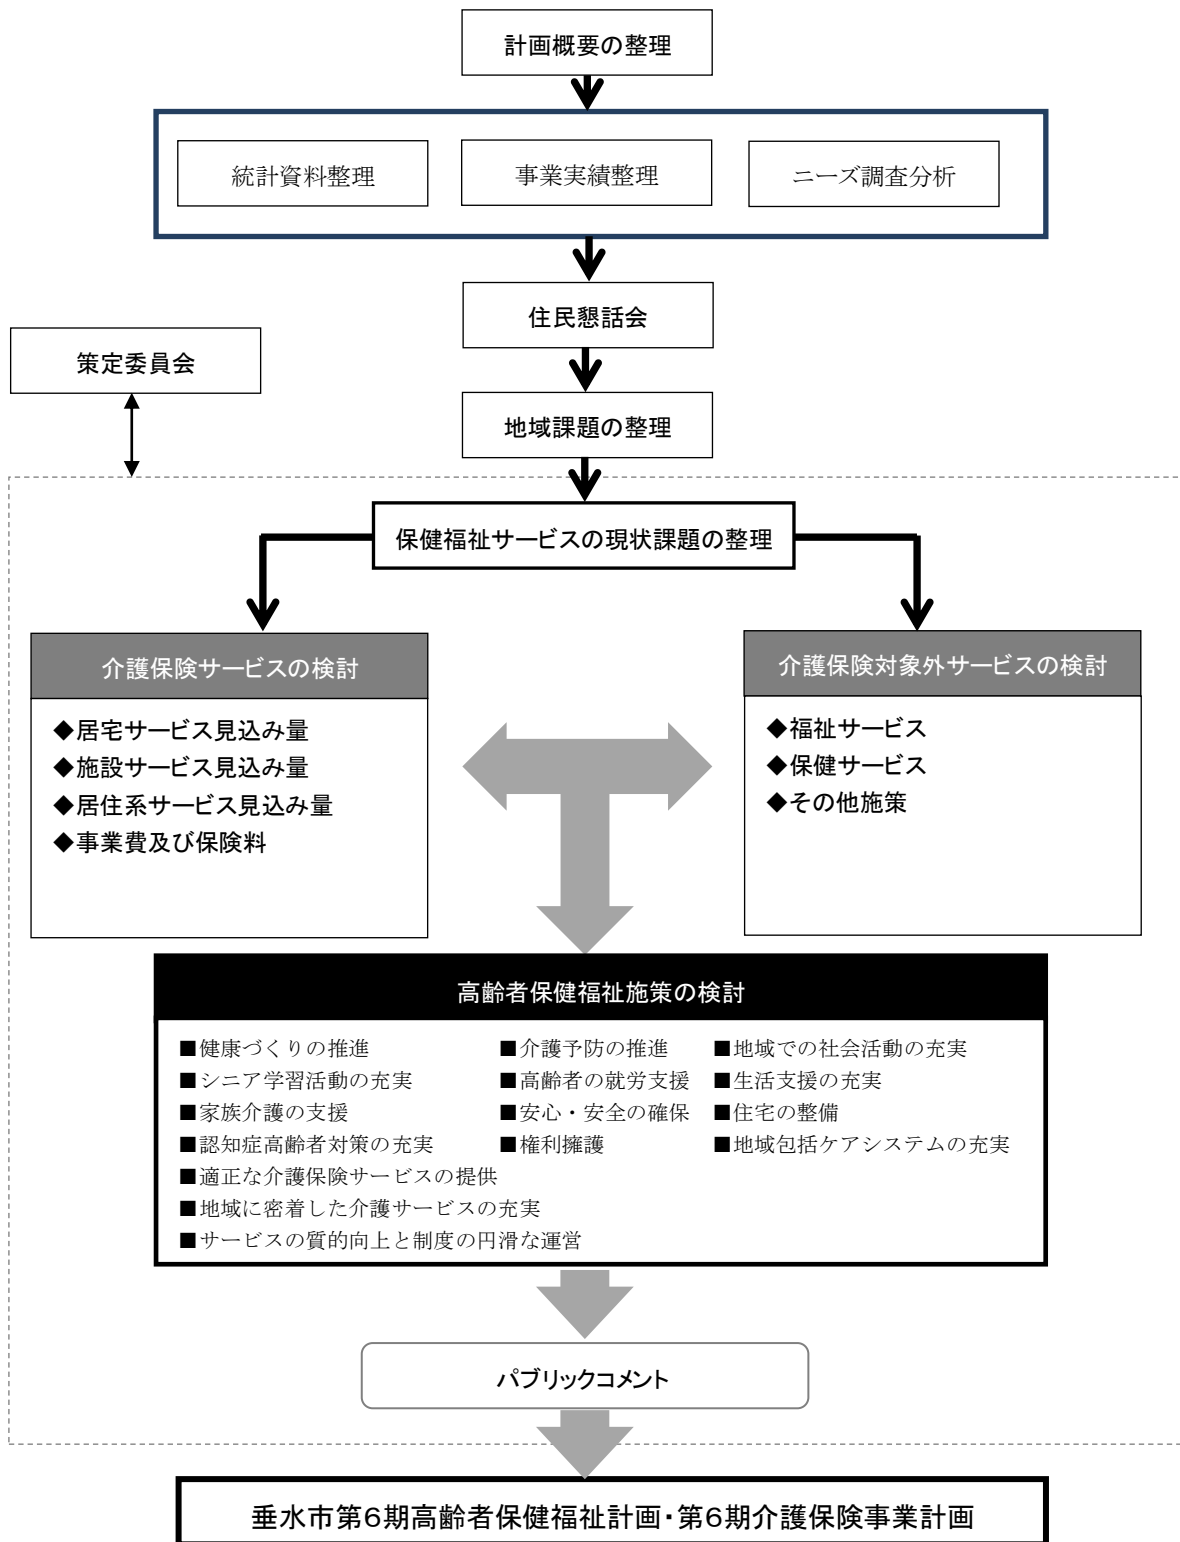 計画概要の整理
統計資料整理
事業実績整理
ニーズ調査分析
住民懇話会
策定委員会
地域課題の整理
保健福祉サービスの現状課題の整理
介護保険サービスの検討
◆居宅サービス見込み量
◆施設サービス見込み量
◆居住系サービス見込み量
◆事業費及び保険料
介護保険対象外サービスの検討
◆福祉サービス
◆保健サービス
◆その他施策
高齢者保健福祉施策の検討
■健康づくりの推進 ■介護予防の推進 ■地域での社会活動の充実
■シニア学習活動の充実 ■高齢者の就労支援 ■生活支援の充実
■家族介護の支援 ■安心・安全の確保 ■住宅の整備
■認知症高齢者対策の充実 ■権利擁護 ■地域包括ケアシステムの充実
■適正な介護保険サービスの提供
■地域に密着した介護サービスの充実
■サービスの質的向上と制度の円滑な運営
パブリックコメント
垂水市第6期高齢者保健福祉計画・第6期介護保険事業計画